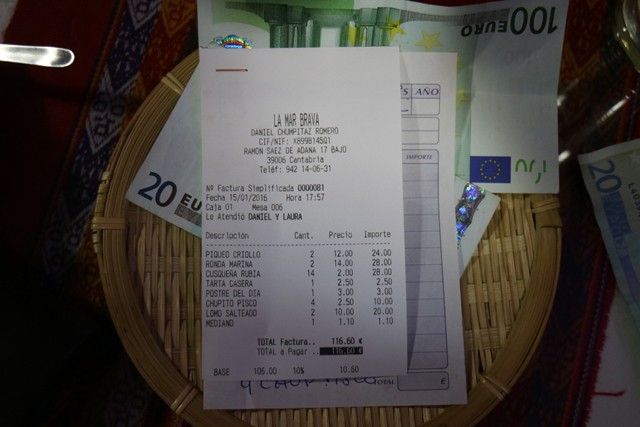 100 EURO
LA MAR BRAVA
DANIEL CHUMPITAZ ROMERO
CIF/NIF: X8998145Q1
RAMON SAEZ DE ADANA 17 BAJO
39006 Cantabria
Teléf: 942 14-06-31
Nº Factura Simplificada 0000081
Fecha 15/01/2016 Hora 17:57
Caja 01 Mesa 006
Le Atendió DANIEL Y LAURA
Descripción Cant. Precio Importe
PIQUEO CRIOLLO 2 12.00 24.00
RONDA MARINA 2 14.00 28.00
CUSQUEÑA RUBIA 14 2.00 28.00
TARTA CASERA 1 2.50 2.50
POSTRE DEL DIA 1 3.00 3.00
CHUPITO PISCO 4 2.50 10.00
LOMO SALTEADO 2 10.00 20.00
MEDIANO 1 1.10 1.10
TOTAL Factura.. 116.60 €
TOTAL a Pagar .. 116.60 €
BASE 106.00 10% 10.60
AÑO
IMPORTE
TOTAL €
20 EU
20